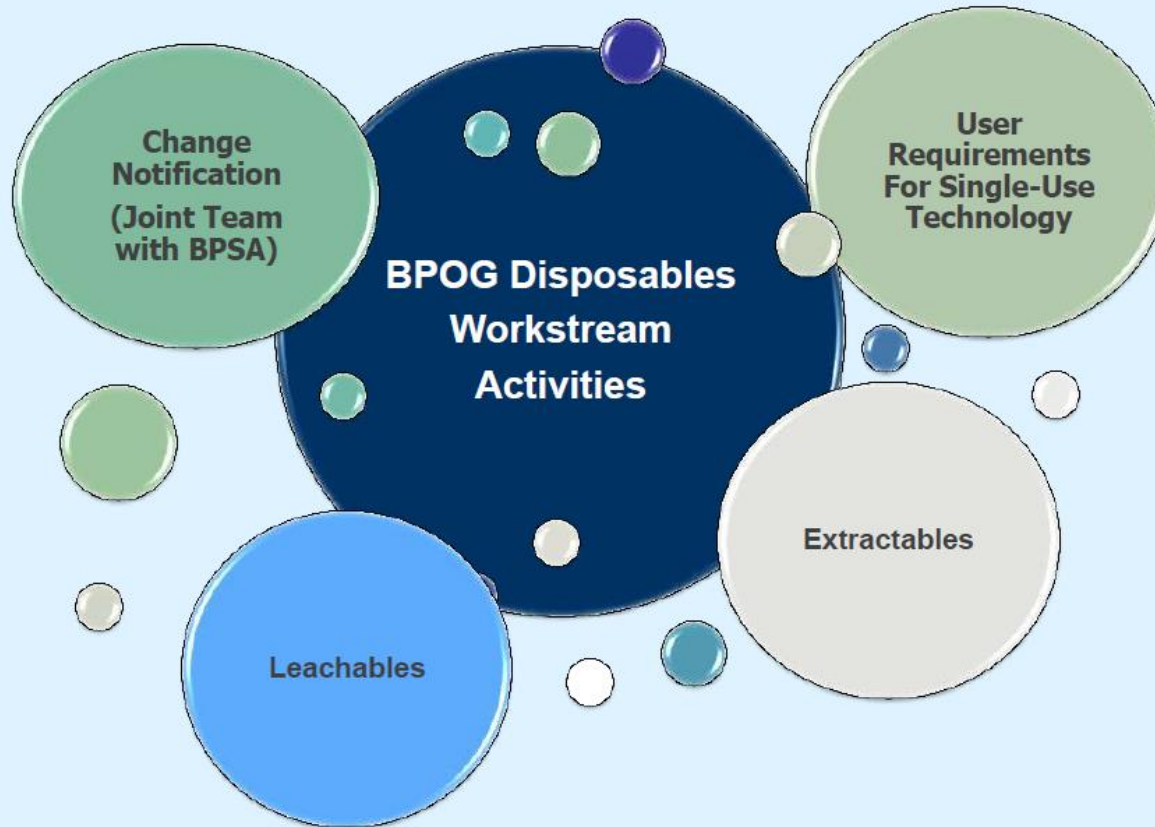 Change
Notification
(Joint Team
with BPSA)
User
Requirements
For Single-Use
Technology
BPOG Disposables
Workstream
Activities
Extractables
Leachables